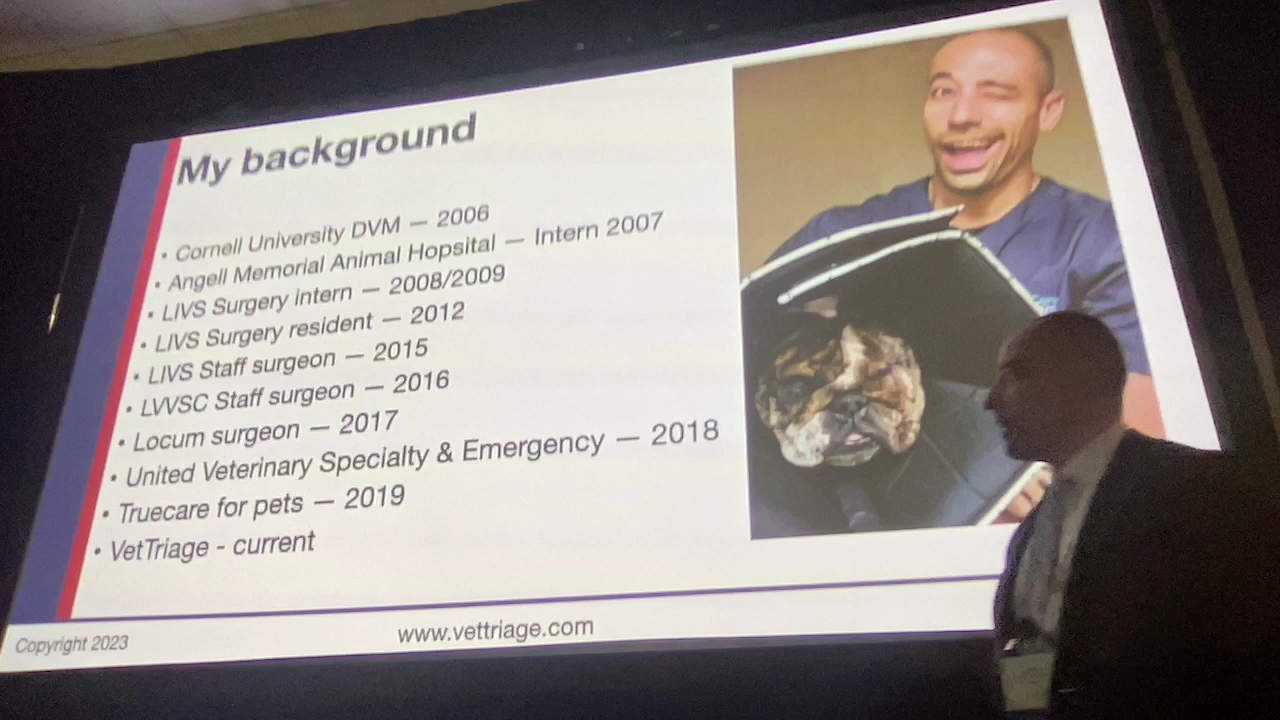 My background
• Cornell University DVM — 2006
• Angell Memorial Animal Hopsital — Intern 2007
• LIVS Surgery intern — 2008/2009
• LIVS Surgery resident — 2012
• LIVS Staff surgeon — 2015
• LVVSC Staff surgeon — 2016
• Locum surgeon — 2017
• United Veterinary Specialty & Emergency — 2018
• Truecare for pets — 2019
• VetTriage - current
Copyright 2023
www.vettriage.com